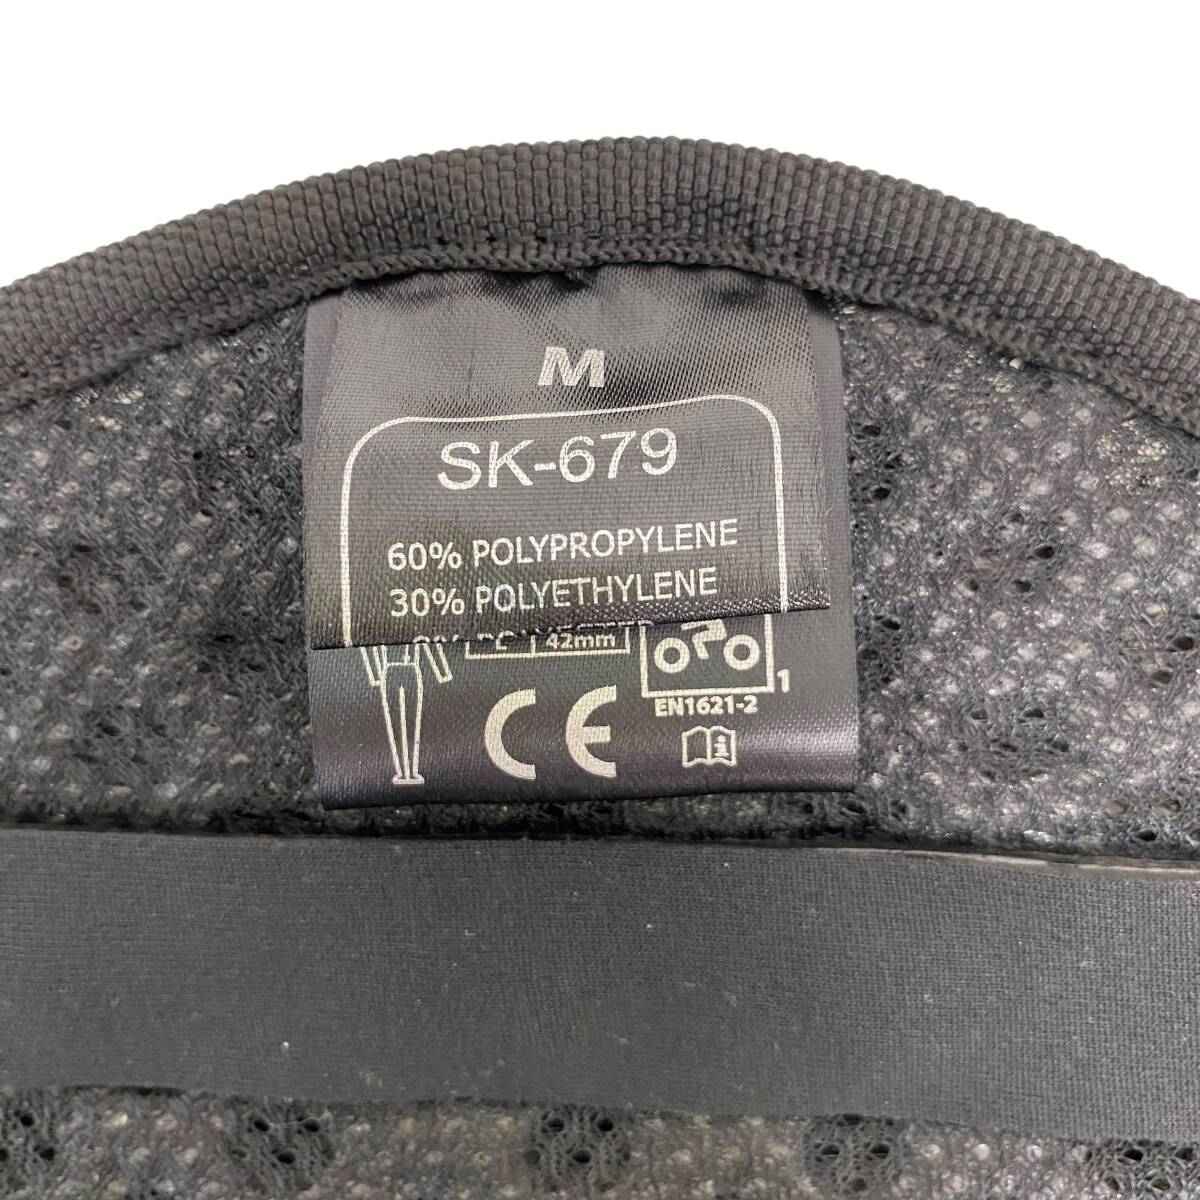 M
SK-679
60% POLYPROPYLENE
30% POLYETHYLENE
42mm
1
CE
EN1621-2